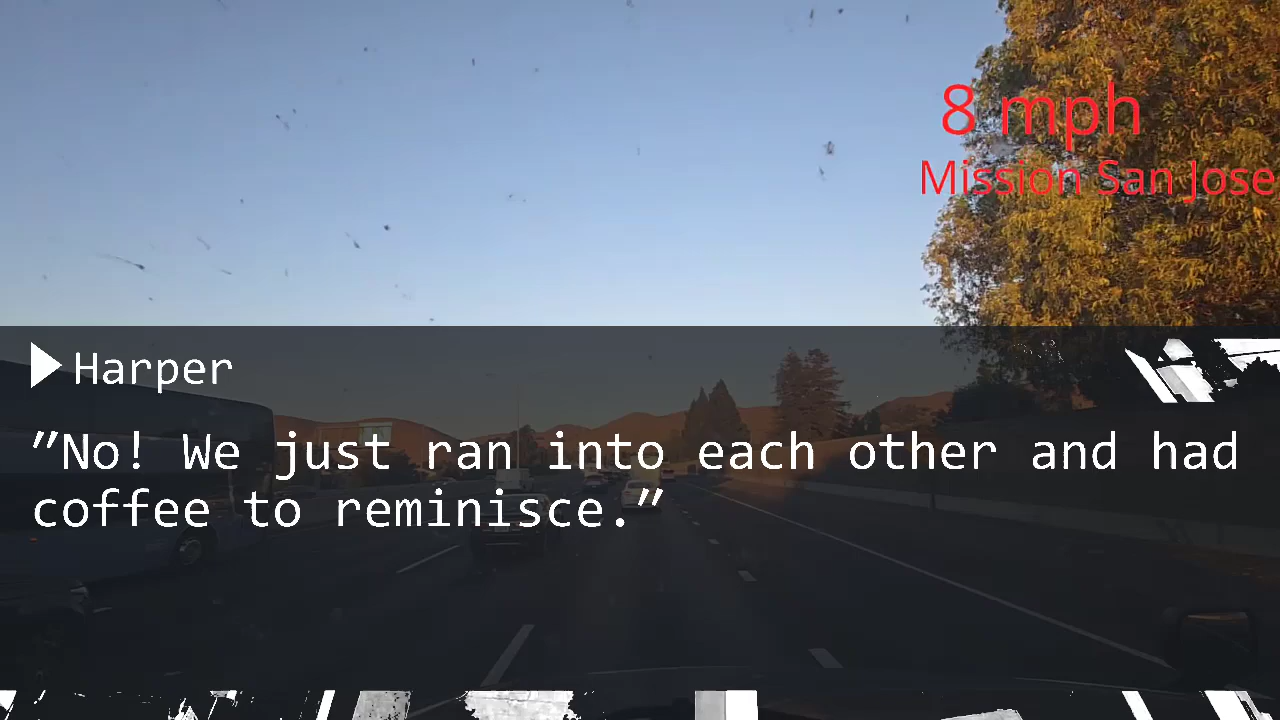 8 mph
Mission San Jose
Harper
”No! We just ran into each other and had
coffee to reminisce.”